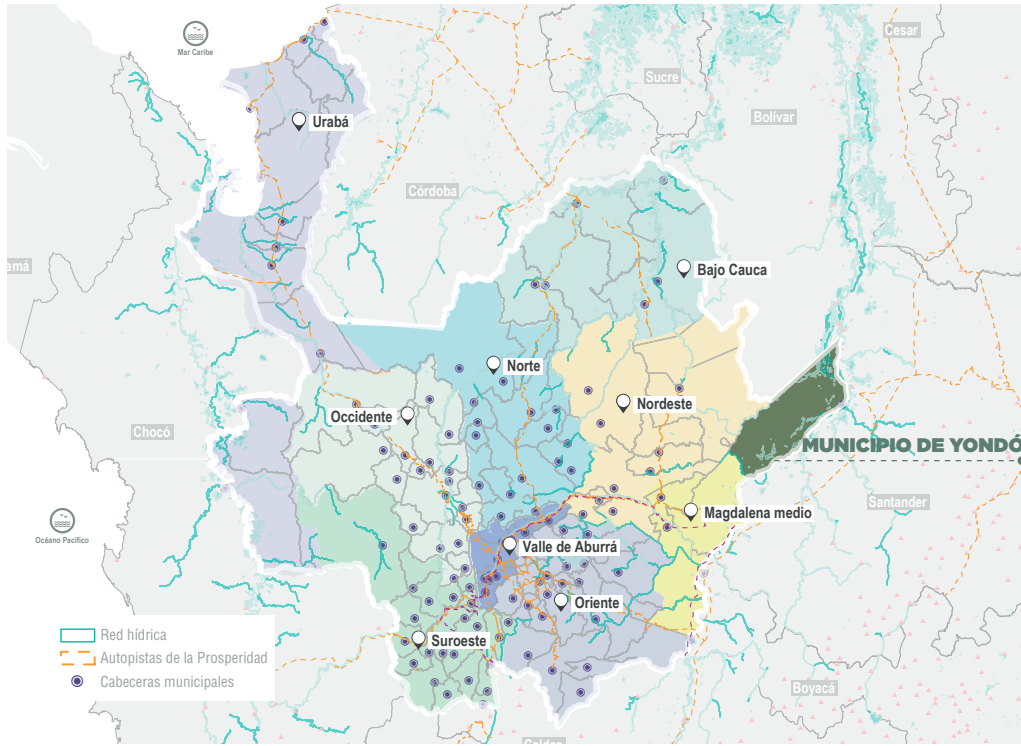 Mar Caribe
Cesar
Sucre
Bolívar
Urabá
Córdoba
Bajo Cauca
Norte
Nordeste
Occidente
Chocó
MUNICIPIO DE YONDÓ
Santander
Magdalena medio
Océano Pacífico
Valle de Aburrá
Oriente
Suroeste
Red hídrica
Autopistas de la Prosperidad
Cabeceras municipales
Boyacá